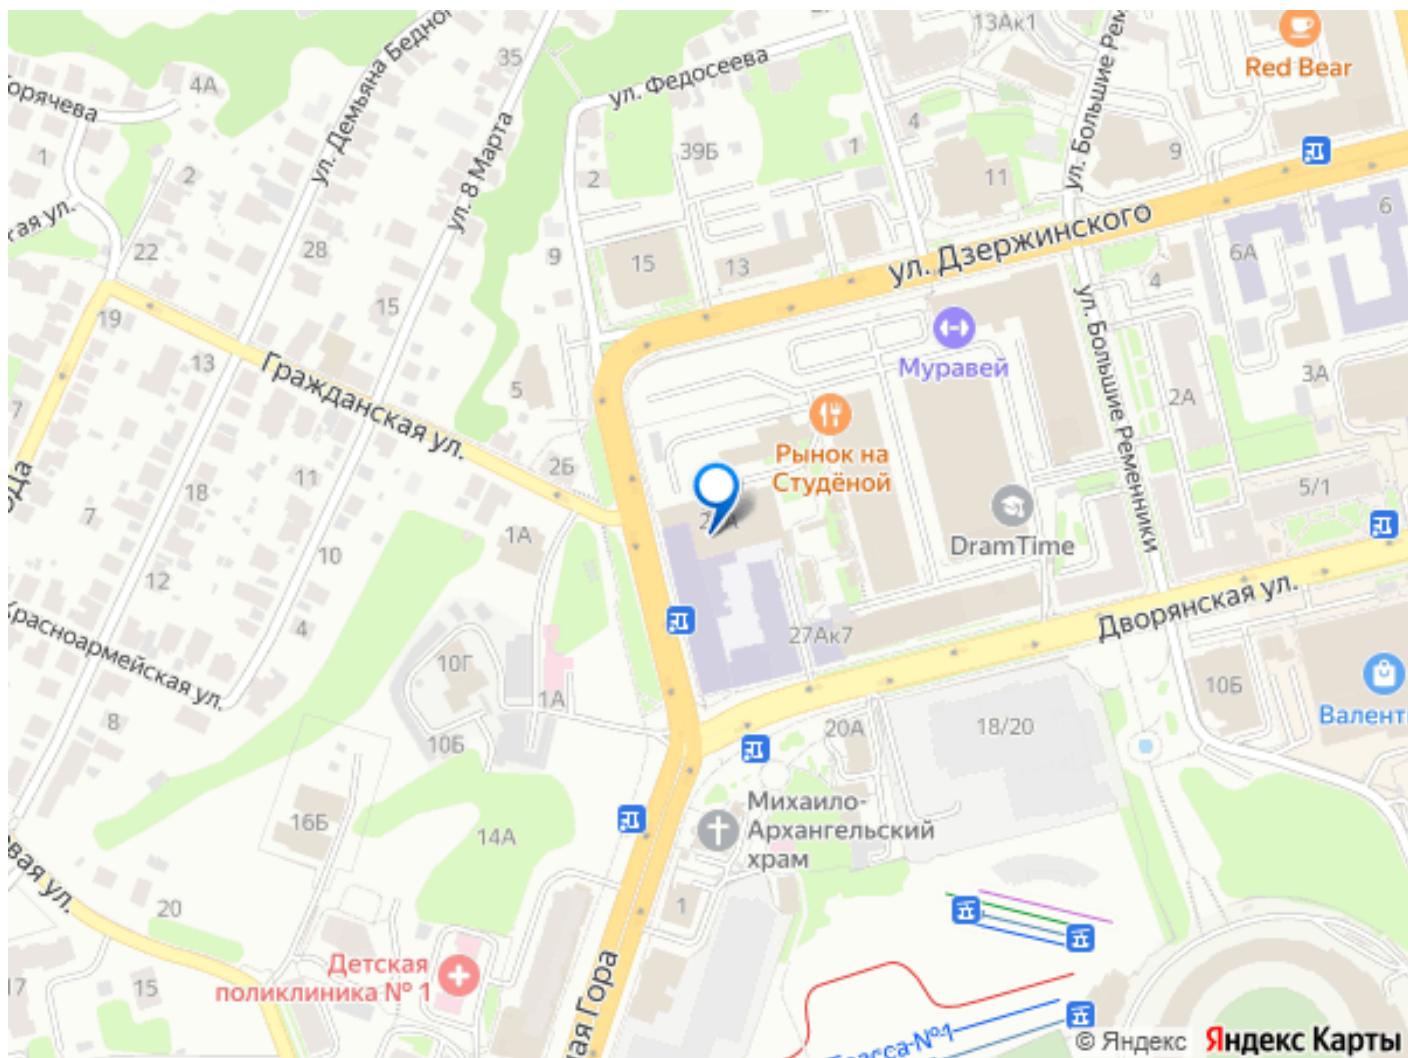 13Ак1
Red Bear
ул. Федосеева
ул. Демьяна
35
4А
ул. 8 Марта
4
1
39Б
9
1
2
2
11
ул. Большие
ул. Дзержинского
6
6А
22
28
9
15
13
4
15
19
13
Гражданская ул.
5
Муравей
ул. Большие Ременники
3А
2А
Рынок на
Студёной
2Б
11
18
7
1А
5/1
DramTime
10
12
Дворянская ул.
Красноармейская ул.
4
27Ак7
10Г
1А
10Б
8
10Б
20А
18/20
Михаило-
Архангельский
храм
16Б
14А
20
1
Детская
поликлиника № 1
17
15
Гора
© Яндекс
Яндекс Карты